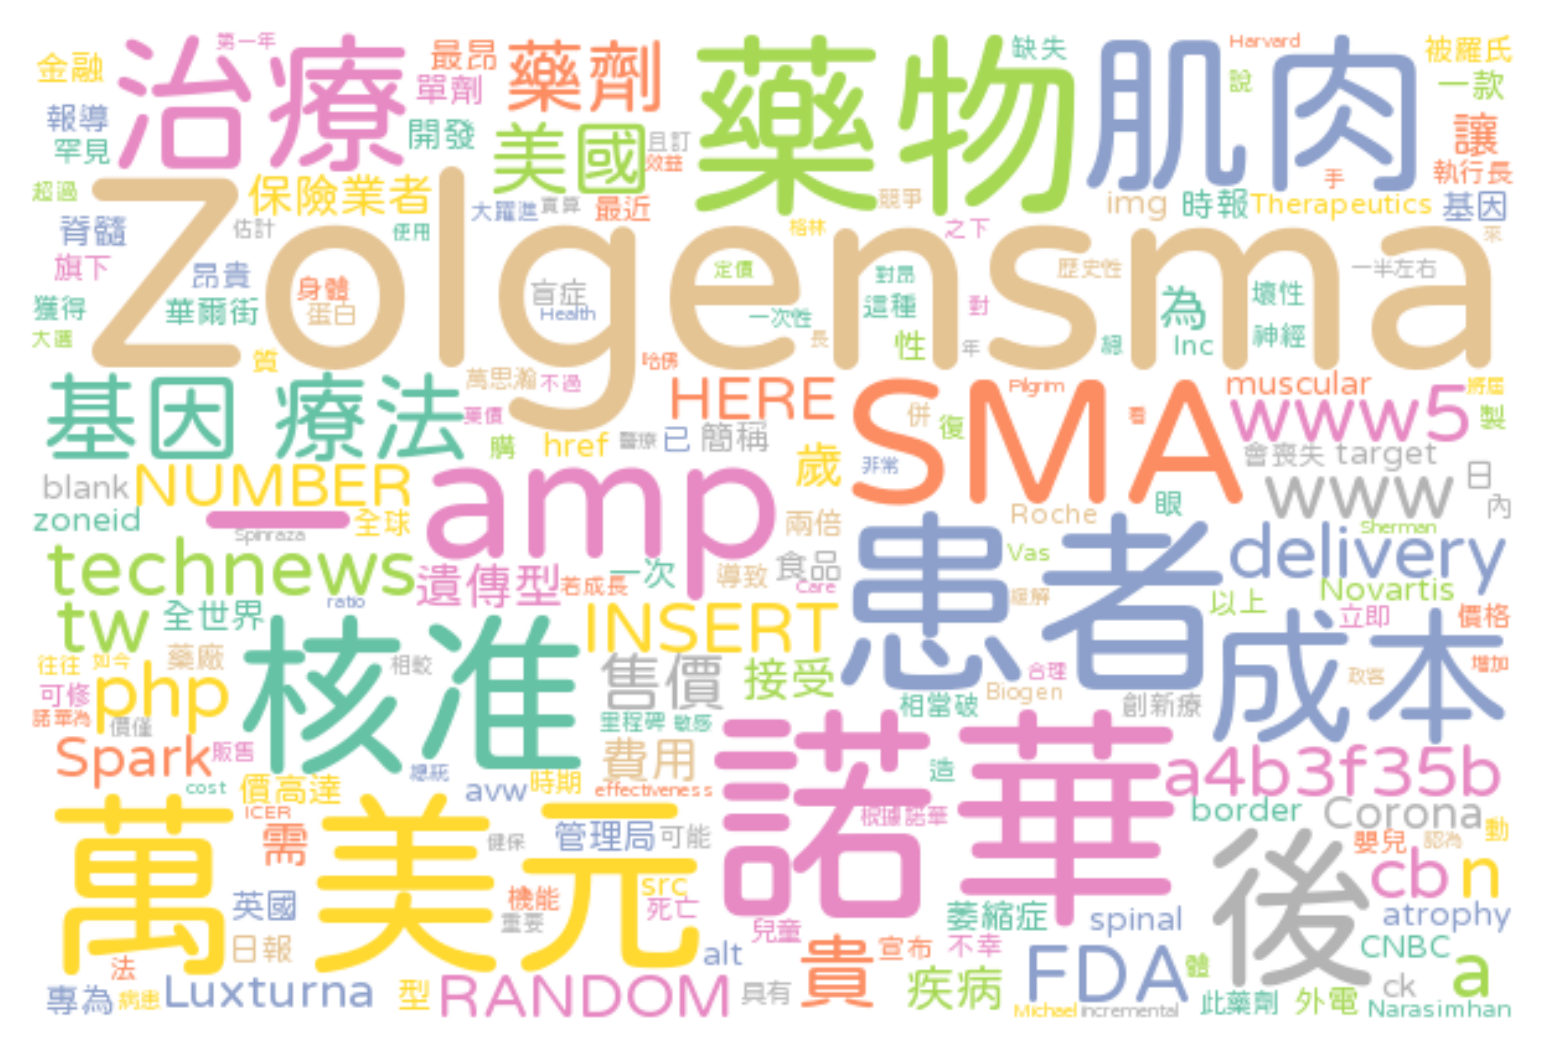 第一年
金融
治療
最昂
藥劑
藥物
缺失
肌肉
Harvard
被羅氏
報導
單劑
說
一款
罕見
開發
美國
且訂
效益
讓
執行長
超過
保險業者
大躍進
真算
最近
競爭
手
img
時報
Therapeutics
基因
脊髓
估計
使用
格林
之下
來
旗下
昂貴
身體
盲症
定價
對昂
歷史性
一半左右
獲得
華爾街
蛋白
Health
一次性
這種
對
為
壞性
大選
Zolgensma
質
哈佛
長
性
年
Inc
神經
基因 療法
萬思瀚
不過
藥價
HERE
SMA
Pilgrim
muscular
將屆
購
href
醫療
已
簡稱
併
復
看
www5
製
blank
NUMBER
amp
歲
非常
會喪失
target
日
zoneid
一
全球
Spinraza
兩倍
Roche
眼
www
內
technews
遺傳型
若成長
一次
導致
食品
Care
Vas
患者
Sherman
delivery
tw
全世界
ratio
INSERT
緩解
以上
Novartis
立即
價格
往往
如今
藥廠
核准
相較
售價
接受
合理
成本
政客
增加
可修
php
諾華為
價僅
里程碑
敏感
Biogen
相當破
創新療
Spark
販售
總統
費用
諾華
造
a4b3f35b
cost
價高達
avw
時期
effectiveness
根據諾華
border
Corona
動
ICER
需
健保
管理局
可能
嬰兒
認為
萬美元
英國
機能
重要
src
死亡
後
cb
n
日報
兒童
萎縮症
spinal
atrophy
法
alt
貴
宣布
不幸
CNBC
專為
病患
Luxturna
型
RANDOM
具有
疾病
FDA
體
a
ck
Michael
incremental
此藥劑
外電
Narasimhan